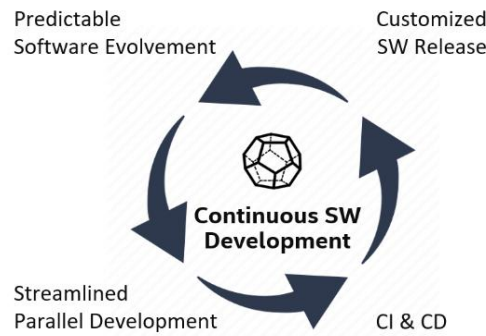 Predictable
Software Evolvement
Customized
SW Release
Continuous SW
Development
Streamlined
Parallel Development
CI & CD